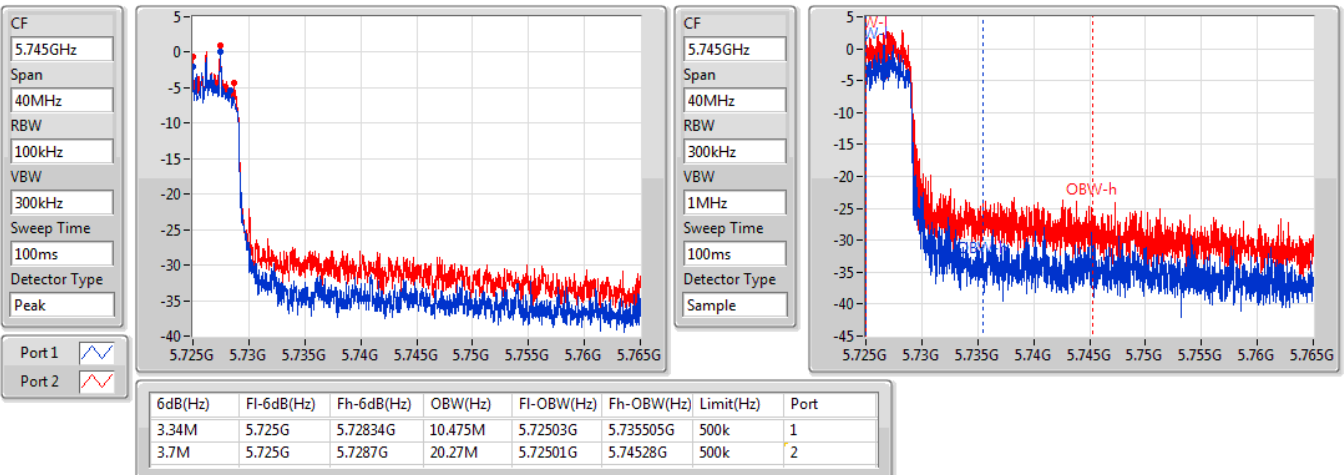 CF
5.745GHz
Span
40MHz
RBW
100kHz
VBW
300kHz
Sweep Time
100ms
Detector Type
Peak
Port 1
Port 2
5
0
-5
-10
-15
-20
-25
-30
-35
-40
5.725G 5.73G 5.735G 5.74G 5.745G 5.75G 5.755G 5.76G 5.765G
CF
5.745GHz
Span
40MHz
RBW
300kHz
VBW
1MHz
Sweep Time
100ms
Detector Type
Sample
5
0
-5
-10
-15
-20
-25
-30
-35
-40
-45
OBW-h
5.725G 5.73G 5.735G 5.74G 5.745G 5.75G 5.755G 5.76G 5.765G
6dB(Hz) Fl-6dB(Hz) Fh-6dB(Hz) OBW(Hz) Fl-OBW(Hz) Fh-OBW(Hz) Limit(Hz) Port
3.34M 5.725G 5.72834G 10.475M 5.72503G 5.735505G 500k 1
3.7M 5.725G 5.7287G 20.27M 5.72501G 5.74528G 500k 2